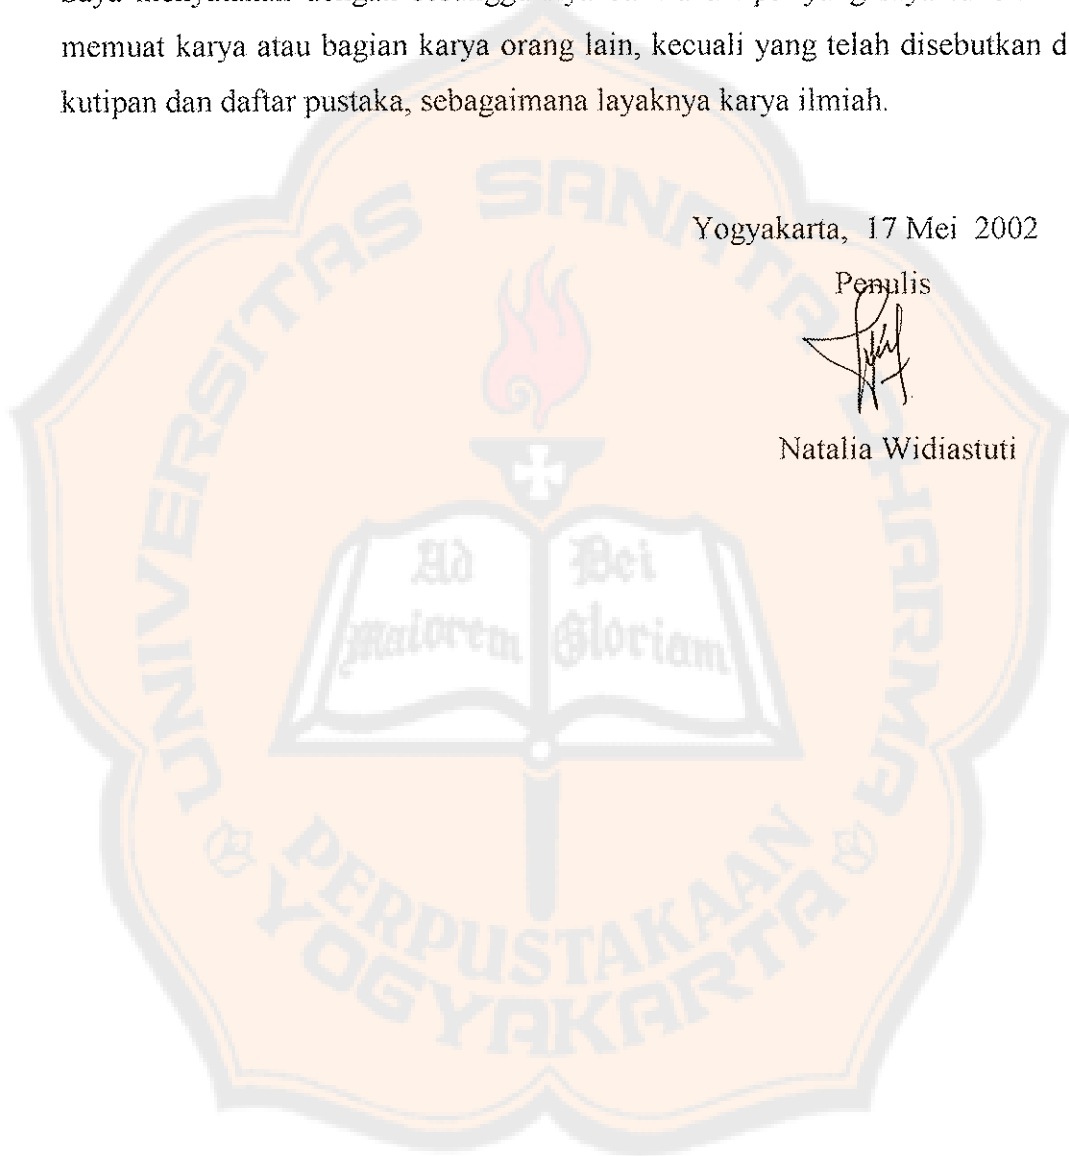 memuat karya atau bagian karya orang lain, kecuali yang telah disebutkan d
kutipan dan daftar pustaka, sebagaimana layaknya karya ilmiah.
Yogyakarta, 17 Mei 2002
Penulis
Natalia Widiastuti
UNIVERSITAS SANATA DHARMA
Ad
maiorem
Dei
Gloriam
PERPUSTAKAAN
YOGYAKARTA